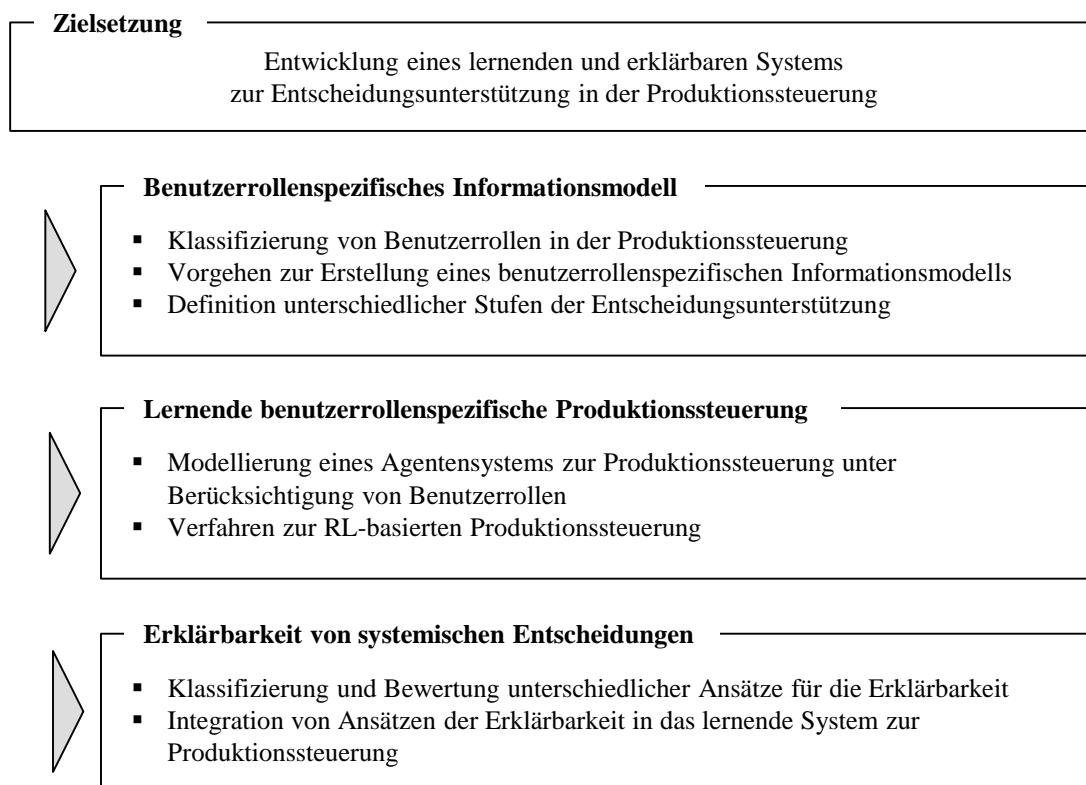 Zielsetzung
Entwicklung eines lernenden und erklärbaren Systems
zur Entscheidungsunterstützung in der Produktionssteuerung
Benutzerrollenspezifisches Informationsmodell
▪ Klassifizierung von Benutzerrollen in der Produktionssteuerung
▪ Vorgehen zur Erstellung eines benutzerrollenspezifischen Informationsmodells
▪ Definition unterschiedlicher Stufen der Entscheidungsunterstützung
Lernende benutzerrollenspezifische Produktionssteuerung
▪ Modellierung eines Agentensystems zur Produktionssteuerung unter
Berücksichtigung von Benutzerrollen
▪ Verfahren zur RL-basierten Produktionssteuerung
Erklärbarkeit von systemischen Entscheidungen
▪ Klassifizierung und Bewertung unterschiedlicher Ansätze für die Erklärbarkeit
▪ Integration von Ansätzen der Erklärbarkeit in das lernende System zur
Produktionssteuerung